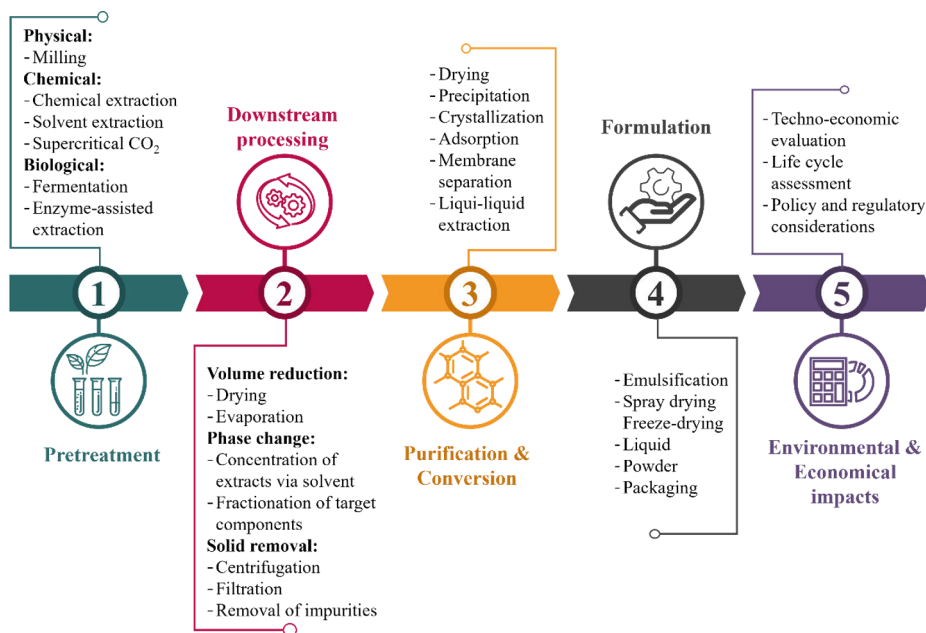 Physical:
- Milling
Chemical:
- Chemical extraction
- Solvent extraction
- Supercritical CO₂
Biological:
- Fermentation
- Enzyme-assisted
extraction
1
Pretreatment
Downstream
processing
2
Volume reduction:
- Drying
- Evaporation
Phase change:
- Concentration of
extracts via solvent
- Fractionation of target
components
Solid removal:
- Centrifugation
- Filtration
- Removal of impurities
- Drying
- Precipitation
- Crystallization
- Adsorption
- Membrane
separation
- Liqui-liquid
extraction
3
Purification &
Conversion
Formulation
4
- Emulsification
- Spray drying
Freeze-drying
- Liquid
- Powder
- Packaging
- Techno-economic
evaluation
- Life cycle
assessment
- Policy and regulatory
considerations
5
Environmental &
Economical
impacts